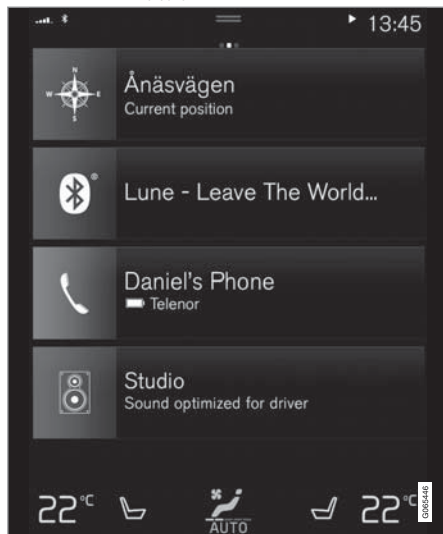 13:45
N
W E
S
Ånäsvägen
Current position
Lune - Leave The World...
Daniel's Phone
Telenor
Studio
Sound optimized for driver
22°C
AUTO
22°C
G065446